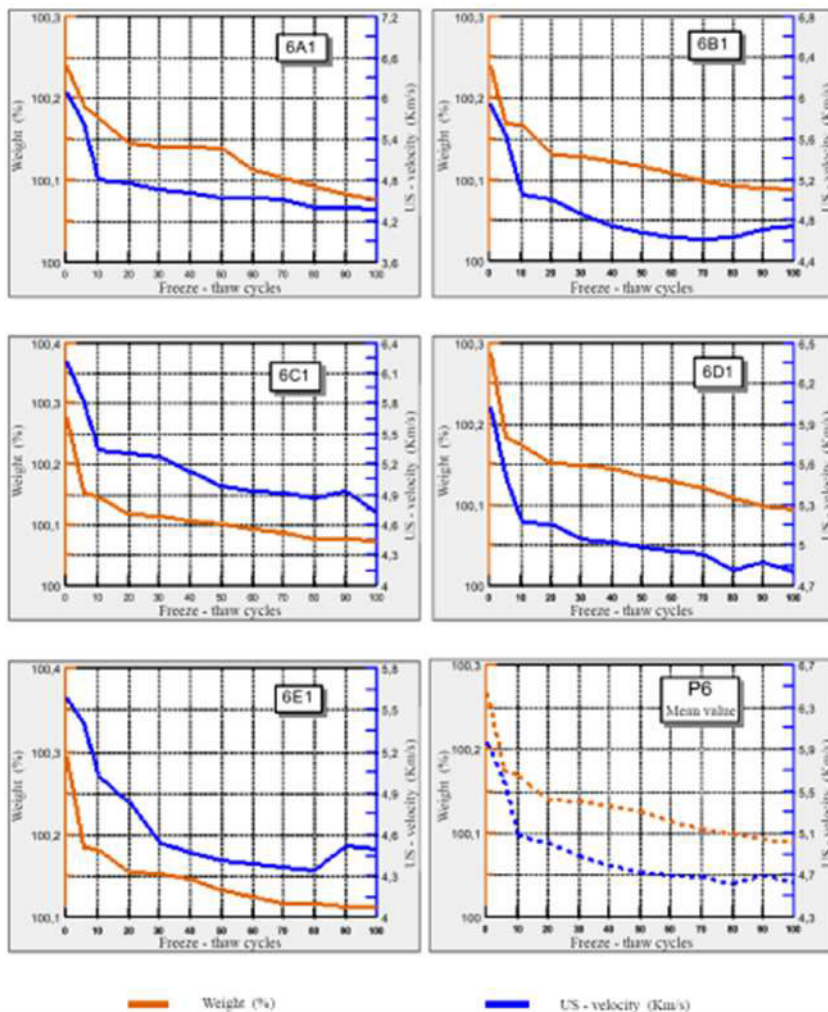 6A1
Weight (%)
100,3
100,2
100,1
100
US - velocity (Km/s)
7,2
6,6
6
5,4
4,8
4,2
3,6
0 10 20 30 40 50 60 70 80 90 100
Freeze - thaw cycles
6B1
Weight (%)
100,3
100,2
100,1
100
US - velocity (Km/s)
6,8
6,4
6
5,6
5,2
4,8
4,4
0 10 20 30 40 50 60 70 80 90 100
Freeze - thaw cycles
6C1
Weight (%)
100,4
100,3
100,2
100,1
100
US - velocity (Km/s)
6,4
6,1
5,8
5,5
5,2
4,9
4,6
4,3
4
0 10 20 30 40 50 60 70 80 90 100
Freeze - thaw cycles
6D1
Weight (%)
100,3
100,2
100,1
100
US - velocity (Km/s)
6,5
6,2
5,9
5,6
5,3
5
4,7
0 10 20 30 40 50 60 70 80 90 100
Freeze - thaw cycles
6E1
Weight (%)
100,4
100,3
100,2
100,1
US - velocity (Km/s)
5,8
5,5
5,2
4,9
4,6
4,3
4
0 10 20 30 40 50 60 70 80 90 100
Freeze - thaw cycles
P6
Mean value
Weight (%)
100,3
100,2
100,1
100
US - velocity (Km/s)
6,7
6,3
5,9
5,5
5,1
4,7
4,3
0 10 20 30 40 50 60 70 80 90 100
Freeze - thaw cycles
Weight (%)
US - velocity (Km/s)